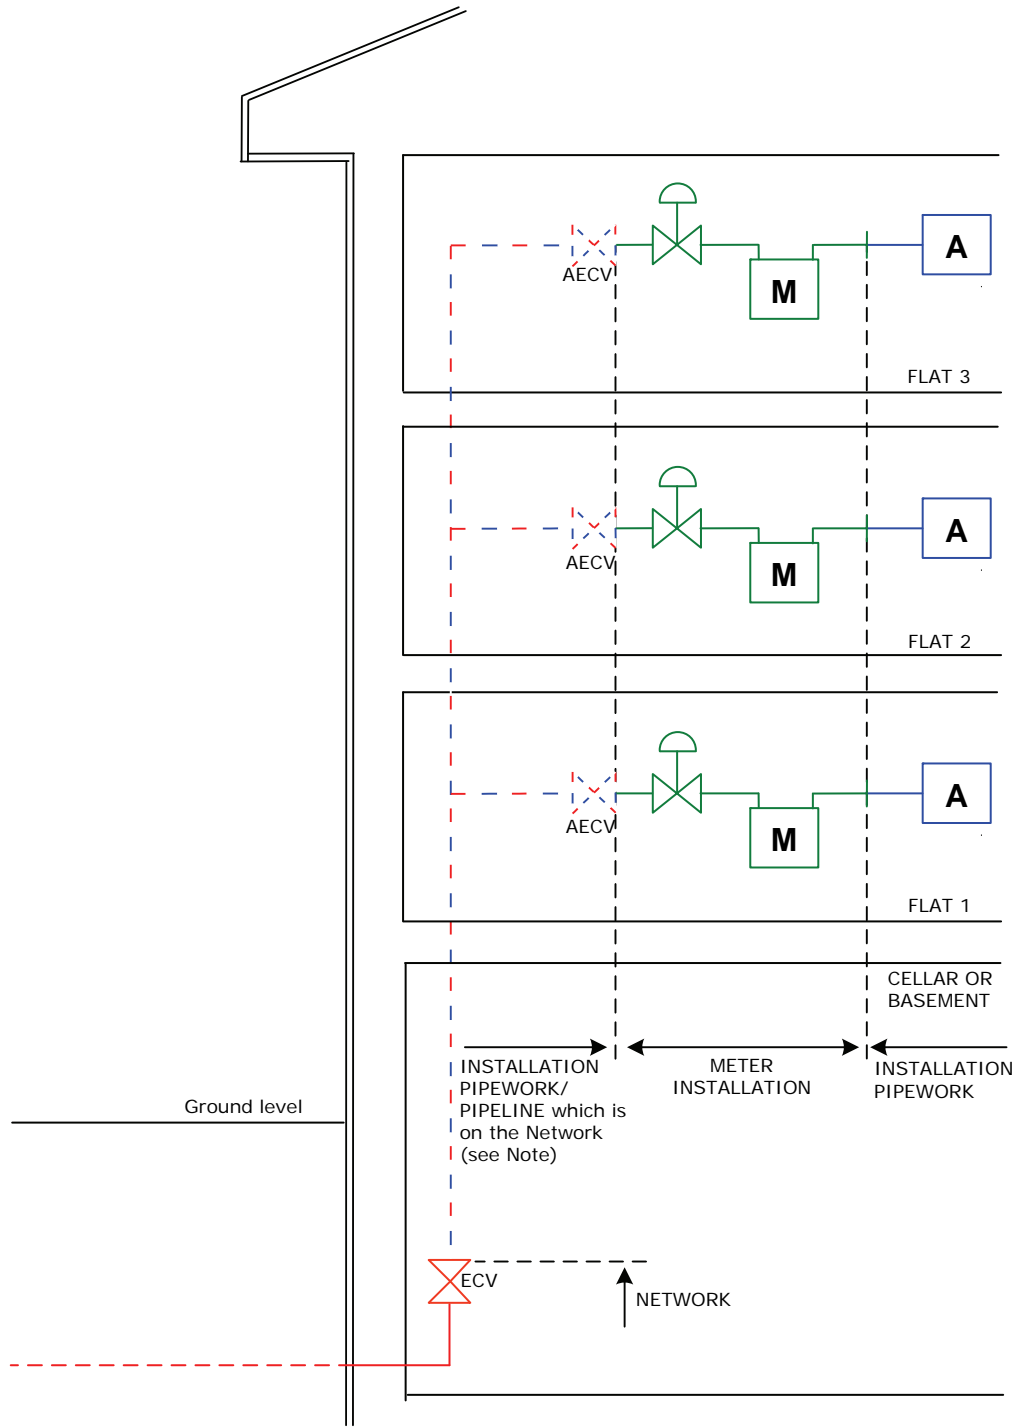 A
AECV
M
FLAT 3
A
AECV
M
FLAT 2
A
AECV
M
FLAT 1
CELLAR OR
BASEMENT
INSTALLATION
PIPEWORK/
PIPELINE which is
on the Network
(see Note)
METER
INSTALLATION
INSTALLATION
PIPEWORK
Ground level
ECV
NETWORK